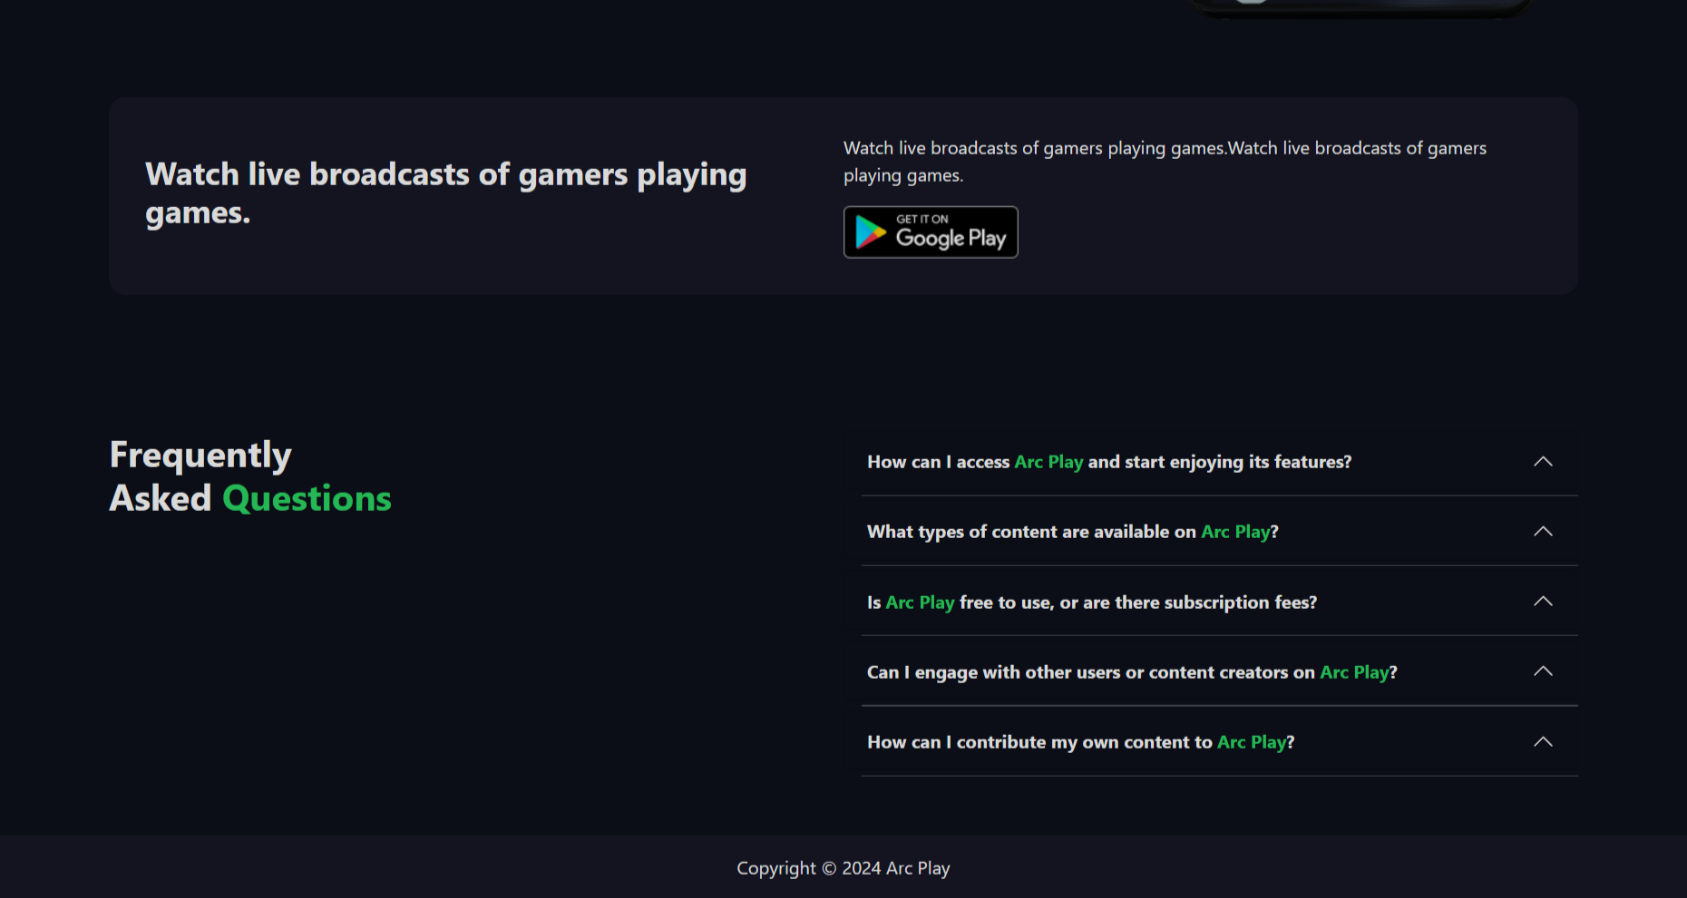 Watch live broadcasts of gamers playing
games.
Watch live broadcasts of gamers playing games.Watch live broadcasts of gamers
playing games.
GET IT ON
Google Play
Frequently
Asked Questions
How can I access Arc Play and start enjoying its features?
What types of content are available on Arc Play?
Is Arc Play free to use, or are there subscription fees?
Can I engage with other users or content creators on Arc Play?
How can I contribute my own content to Arc Play?
Copyright © 2024 Arc Play